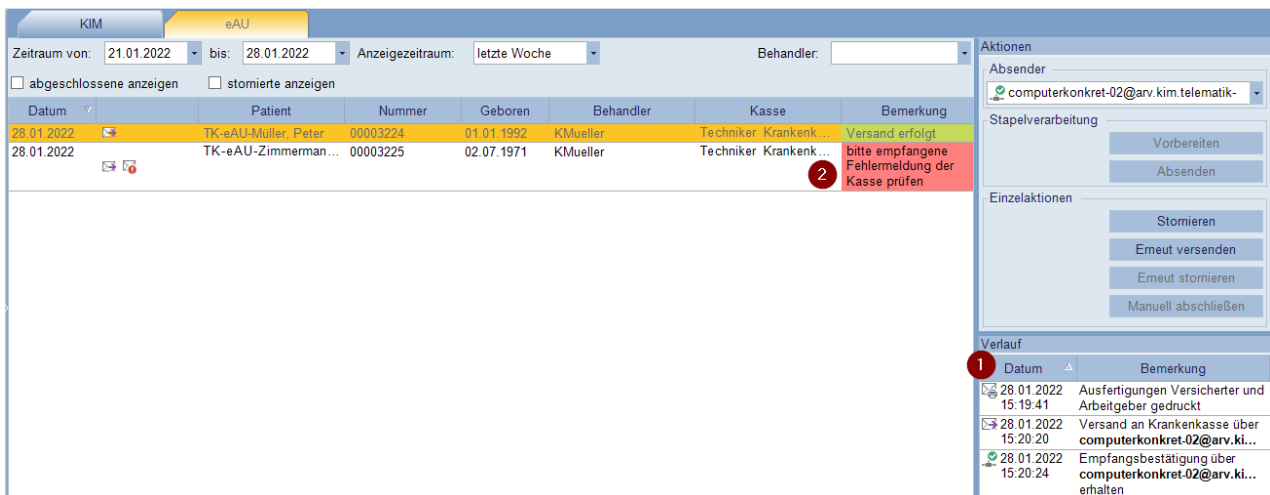 KIM eAU
Zeitraum von: 21.01.2022 bis: 28.01.2022 Anzeigezeitraum: letzte Woche Behandler:
abgeschlossene anzeigen stornierte anzeigen
Datum Patient Nummer Geboren Behandler Kasse Bemerkung
28.01.2022 TK-eAU-Müller, Peter 00003224 01.01.1992 KMueller Techniker Krankenk... Versand erfolgt
28.01.2022 TK-eAU-Zimmerman... 00003225 02.07.1971 KMueller Techniker Krankenk... bitte empfangene
Fehlermeldung der
2 Kasse prüfen
Aktionen
Absender
computerkonkret-02@arv.kim.telematik-
Stapelverarbeitung
Vorbereiten
Absenden
Einzelaktionen
Stornieren
Erneut versenden
Erneut stornieren
Manuell abschließen
Verlauf
1 Datum Bemerkung
28.01.2022 Ausfertigungen Versicherter und
15:19:41 Arbeitgeber gedruckt
28.01.2022 Versand an Krankenkasse über
15:20:20 computerkonkret-02@arv.ki...
28.01.2022 Empfangsbestätigung über
15:20:24 computerkonkret-02@arv.ki...
erhalten